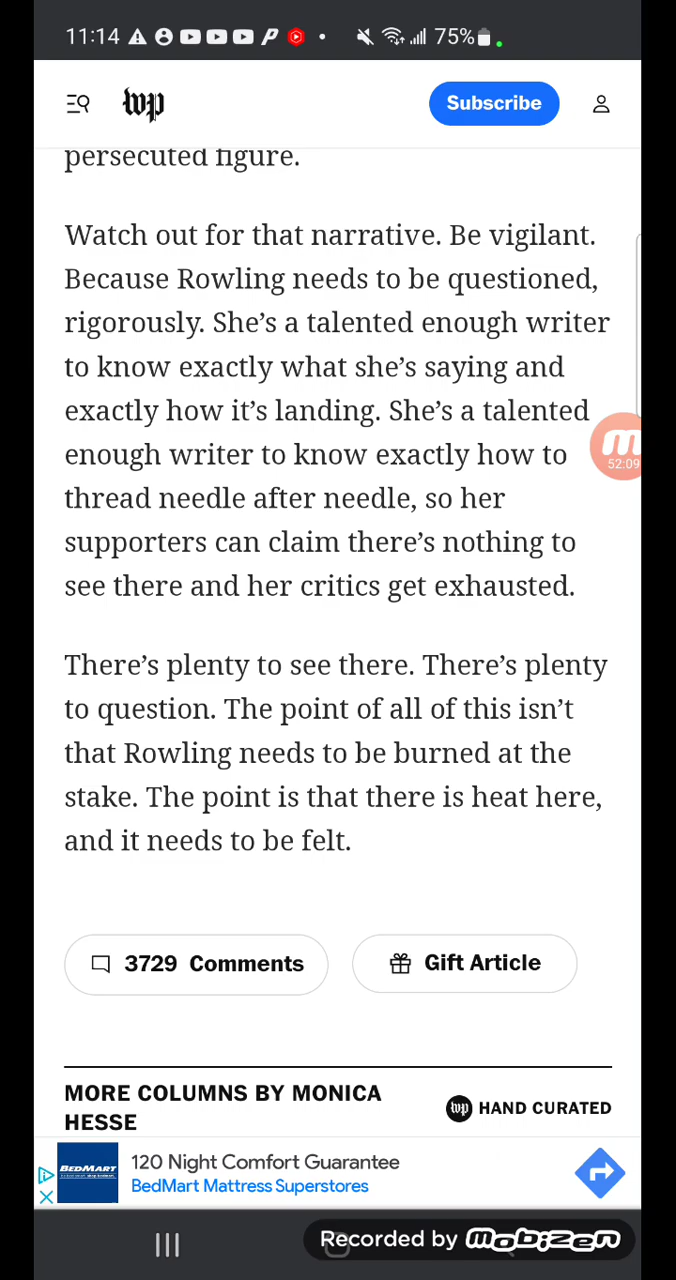 11:14 75%
wp Subscribe
persecuted figure.
Watch out for that narrative. Be vigilant.
Because Rowling needs to be questioned,
rigorously. She’s a talented enough writer
to know exactly what she’s saying and
exactly how it’s landing. She’s a talented
enough writer to know exactly how to
thread needle after needle, so her
supporters can claim there’s nothing to
see there and her critics get exhausted.
52:09
There’s plenty to see there. There’s plenty
to question. The point of all of this isn’t
that Rowling needs to be burned at the
stake. The point is that there is heat here,
and it needs to be felt.
3729 Comments Gift Article
MORE COLUMNS BY MONICA
HESSE
wp HAND CURATED
BEDMART
120 Night Comfort Guarantee
BedMart Mattress Superstores
Recorded by mobizen